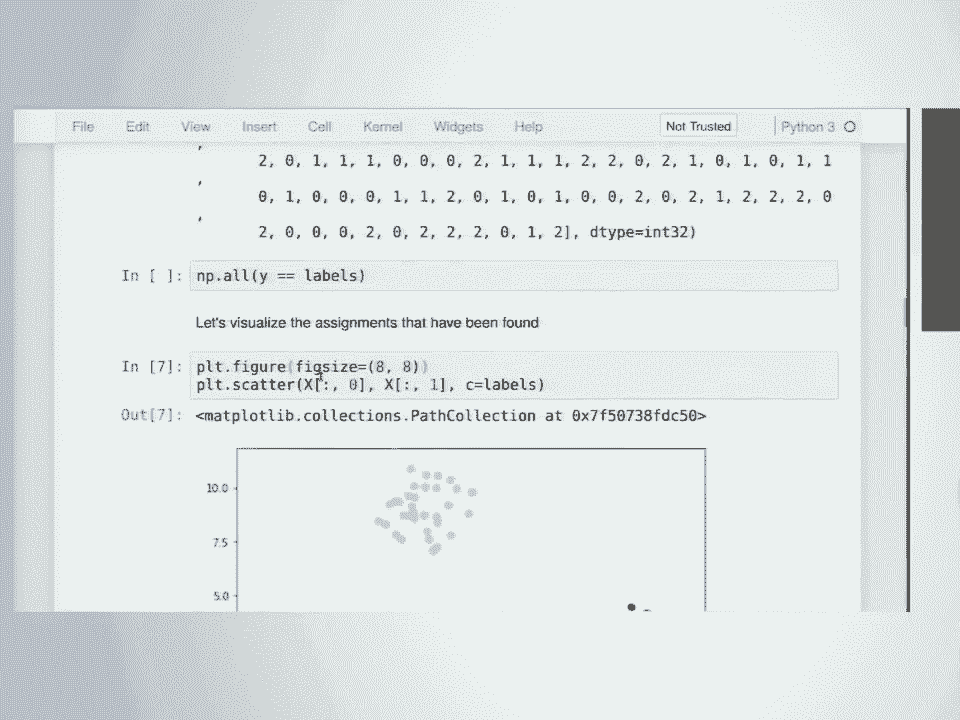 File Edit View Insert Cell Kernel Widgets Help Not Trusted Python 3
,
2, 0, 1, 1, 1, 0, 0, 0, 2, 1, 1, 1, 2, 2, 0, 2, 1, 0, 1, 0, 1, 1
,
0, 1, 0, 0, 0, 1, 1, 2, 0, 1, 0, 1, 0, 0, 2, 0, 2, 1, 2, 2, 2, 0
,
2, 0, 0, 0, 2, 0, 2, 2, 2, 0, 1, 2], dtype=int32)
In [ ]: np.all(y == labels)
Let's visualize the assignments that have been found
In [7]: plt.figure(figsize=(8, 8))
plt.scatter(X[:, 0], X[:, 1], c=labels)
Out[7]: <matplotlib.collections.PathCollection at 0x7f50738fdc50>
10.0
7.5
5.0